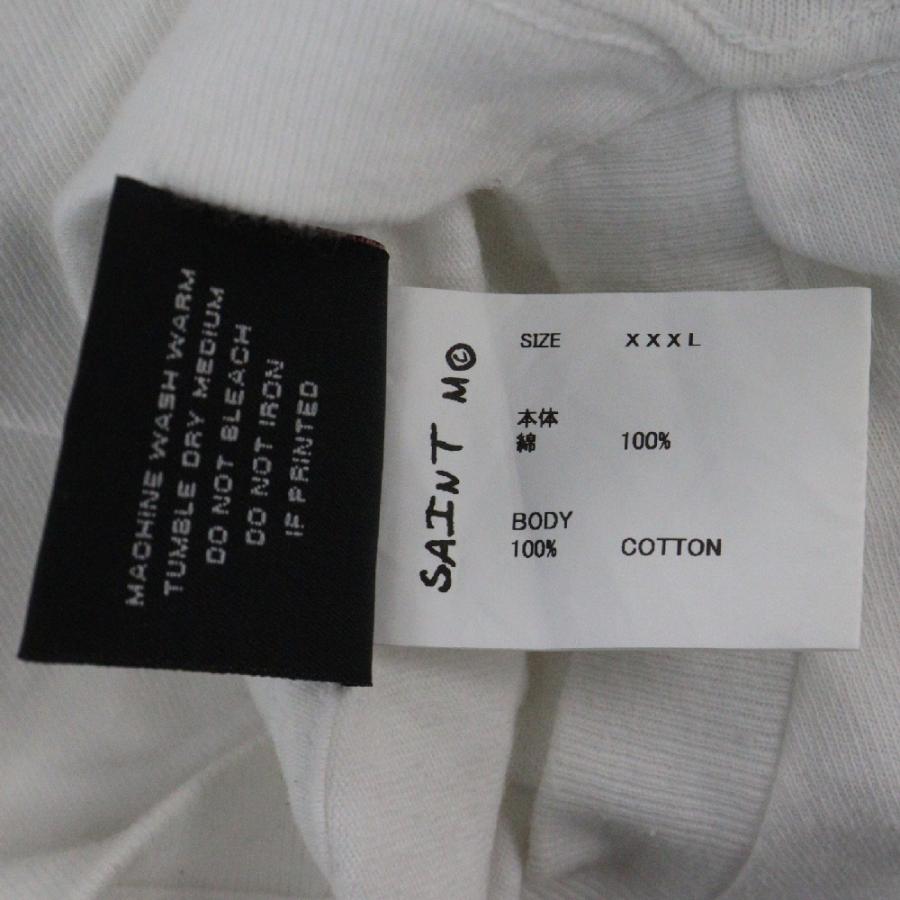 MACHINE WASH WARM
TUMBLE DRY MEDIUM
DO NOT BLEACH
DO NOT IRON
IF PRINTED
SAINT M©
SIZE XXXL
本体
綿 100%
BODY
100% COTTON